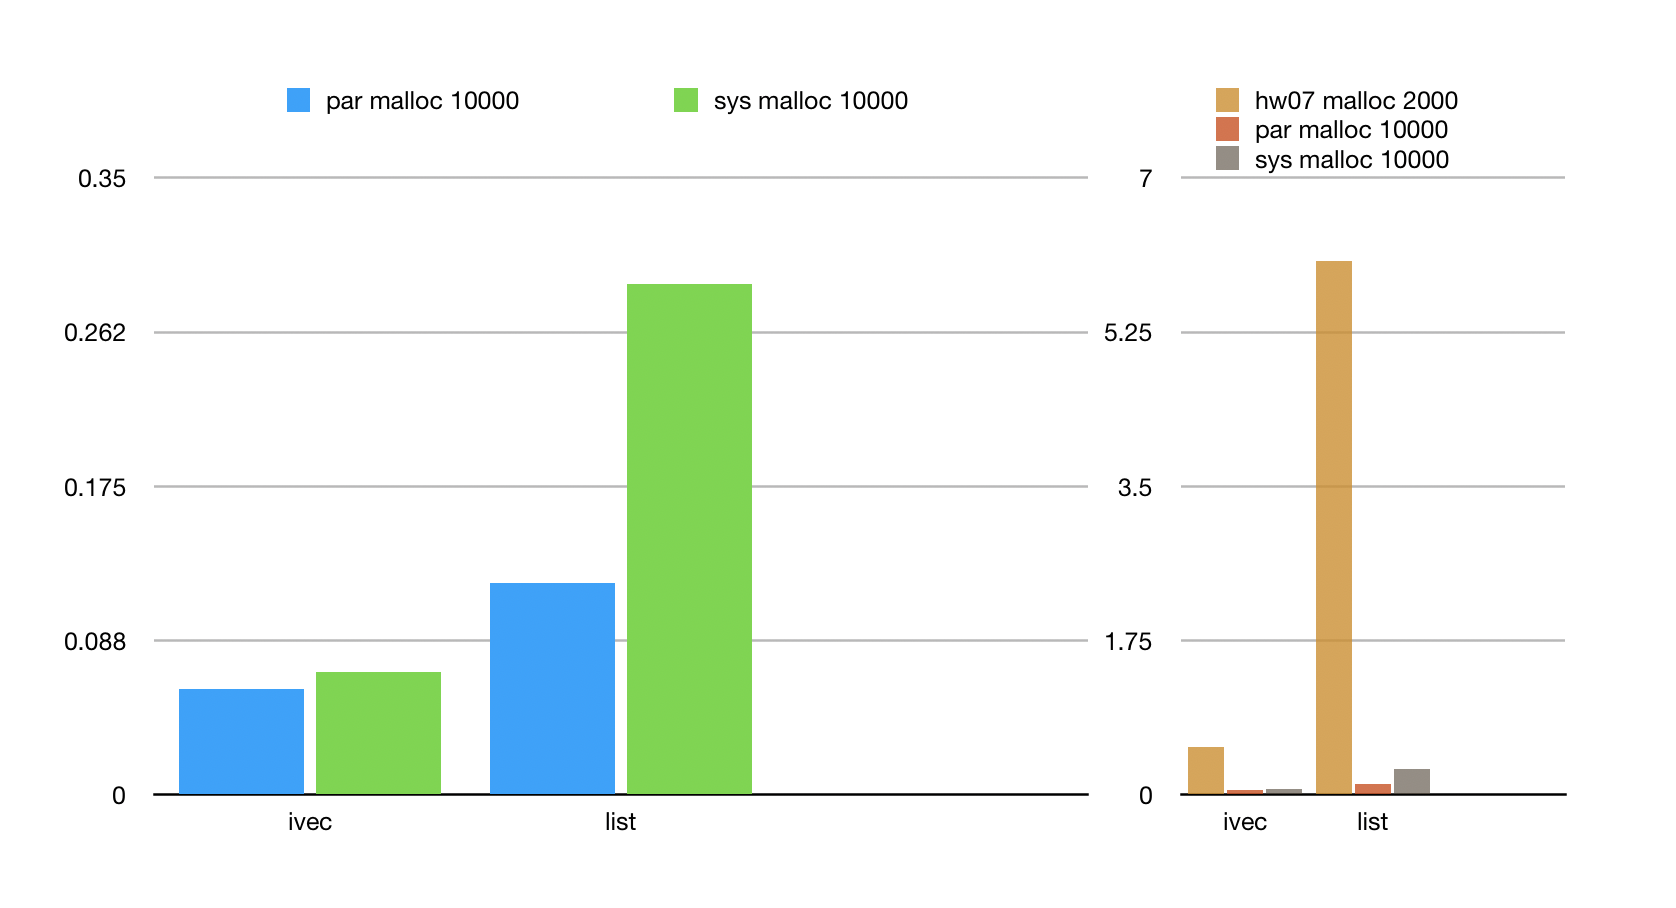 par malloc 10000
sys malloc 10000
0.35
0.262
0.175
0.088
0
ivec
list
hw07 malloc 2000
par malloc 10000
sys malloc 10000
7
5.25
3.5
1.75
0
ivec
list